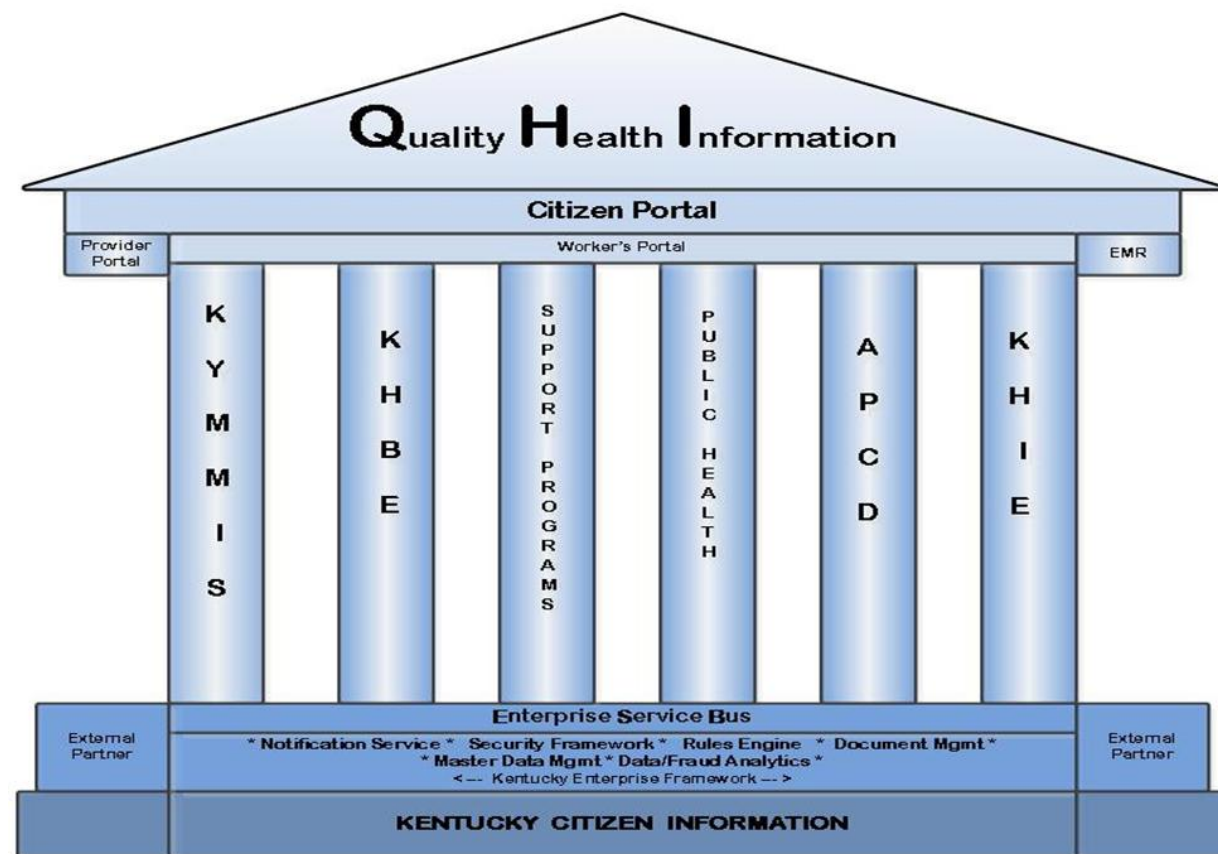 Quality Health Information
Citizen Portal
Provider
Portal
Worker's Portal
EMR
KYMMIS
KHBE
SUPPORT PROGRAMS
PUBLIC HEALTH
APCD
KHIE
External
Partner
Enterprise Service Bus
* Notification Service * Security Framework * Rules Engine * Document Mgmt *
* Master Data Mgmt * Data/Fraud Analytics *
<--- Kentucky Enterprise Framework --->
External
Partner
KENTUCKY CITIZEN INFORMATION